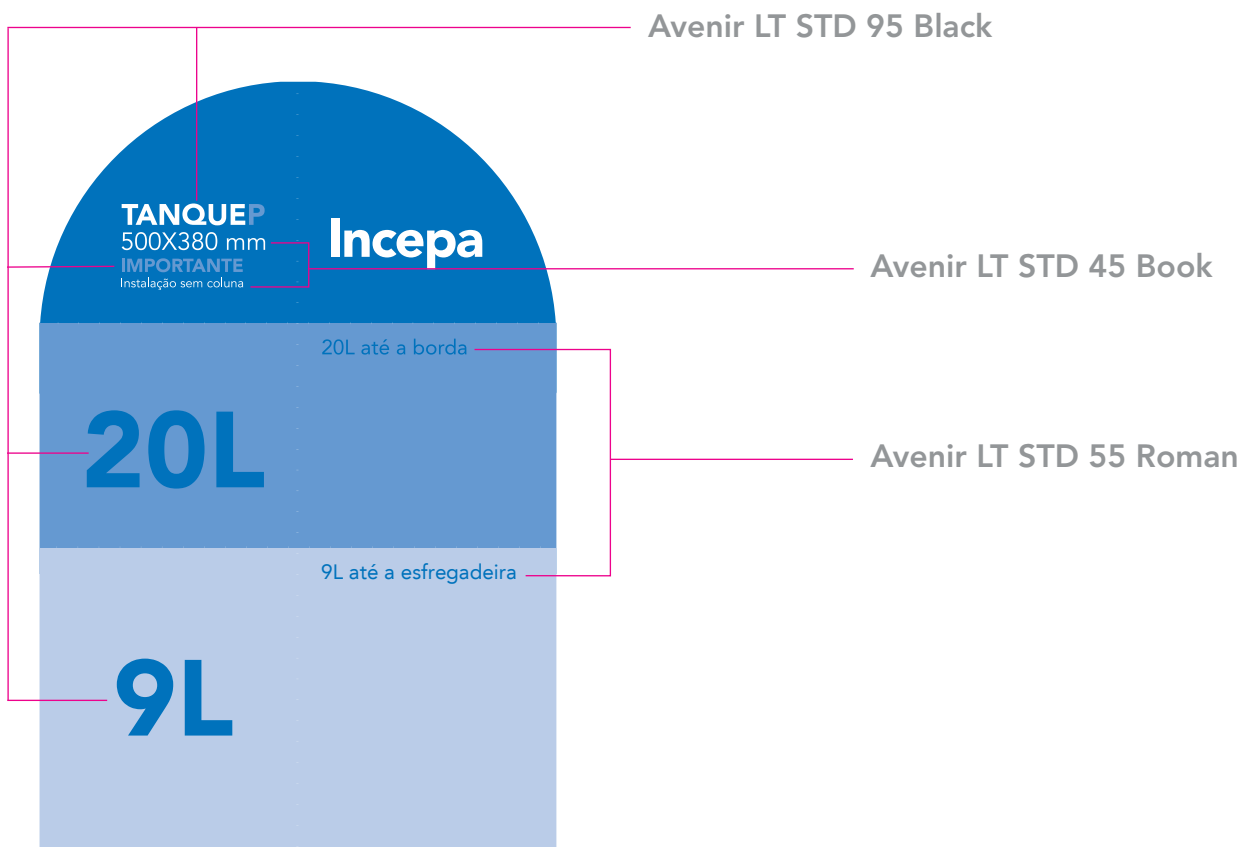 Avenir LT STD 95 Black
TANQUEP
500X380 mm
IMPORTANTE
Instalação sem coluna
Incepa
Avenir LT STD 45 Book
20L até a borda
20L
Avenir LT STD 55 Roman
9L até a esfregadeira
9L